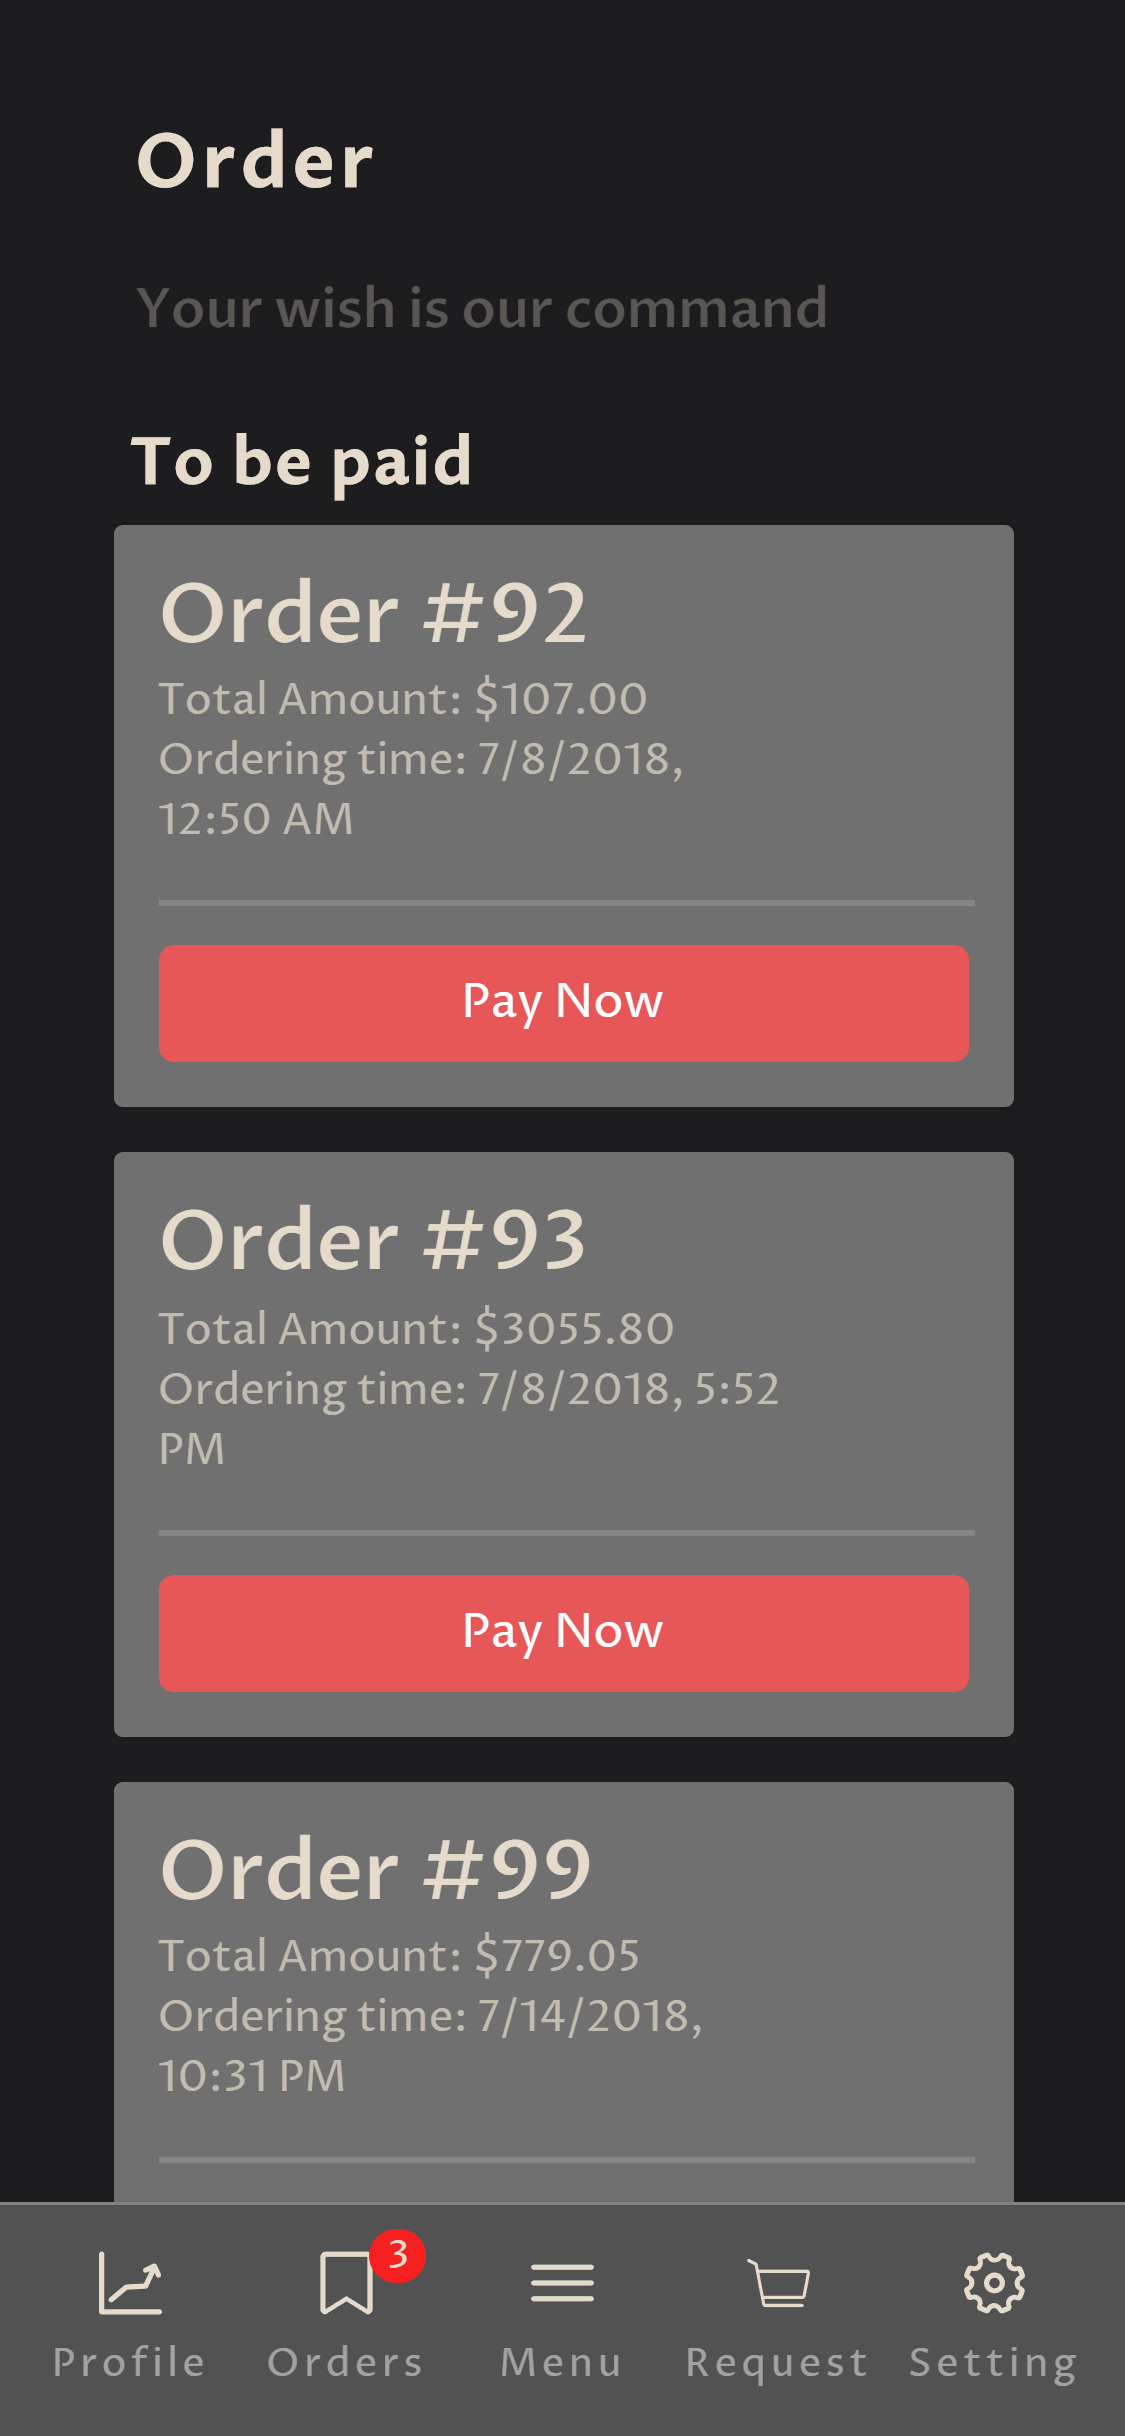 Order
Your wish is our command
To be paid
Order #92
Total Amount: $107.00
Ordering time: 7/8/2018,
12:50 AM
Pay Now
Order #93
Total Amount: $3055.80
Ordering time: 7/8/2018, 5:52
PM
Pay Now
Order #99
Total Amount: $779.05
Ordering time: 7/14/2018,
10:31 PM
3
Profile Orders Menu Request Setting